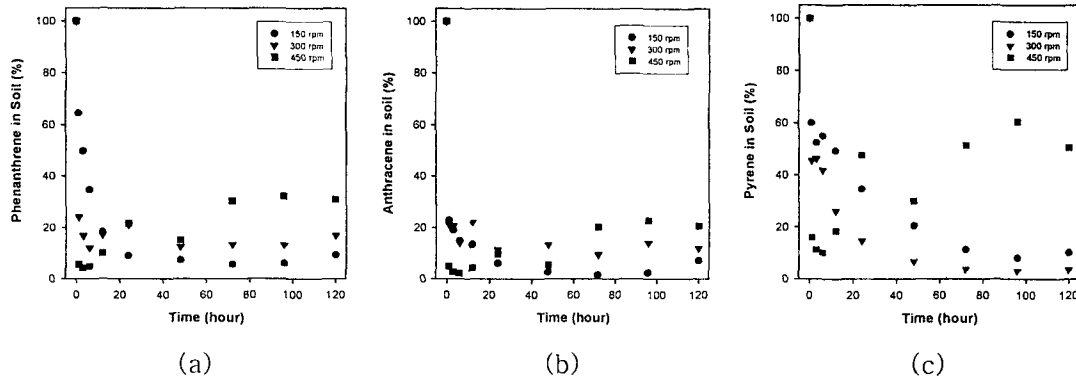 100
80
60
40
20
0
Phenanthrene in Soil (%)
150 rpm
300 rpm
450 rpm
0 20 40 60 80 100 120
Time (hour)
(a)
100
80
60
40
20
0
Anthracene in soil (%)
150 rpm
300 rpm
450 rpm
0 20 40 60 80 100 120
Time (hour)
(b)
100
80
60
40
20
0
Pyrene in Soil (%)
150 rpm
300 rpm
450 rpm
0 20 40 60 80 100 120
Time (hour)
(c)